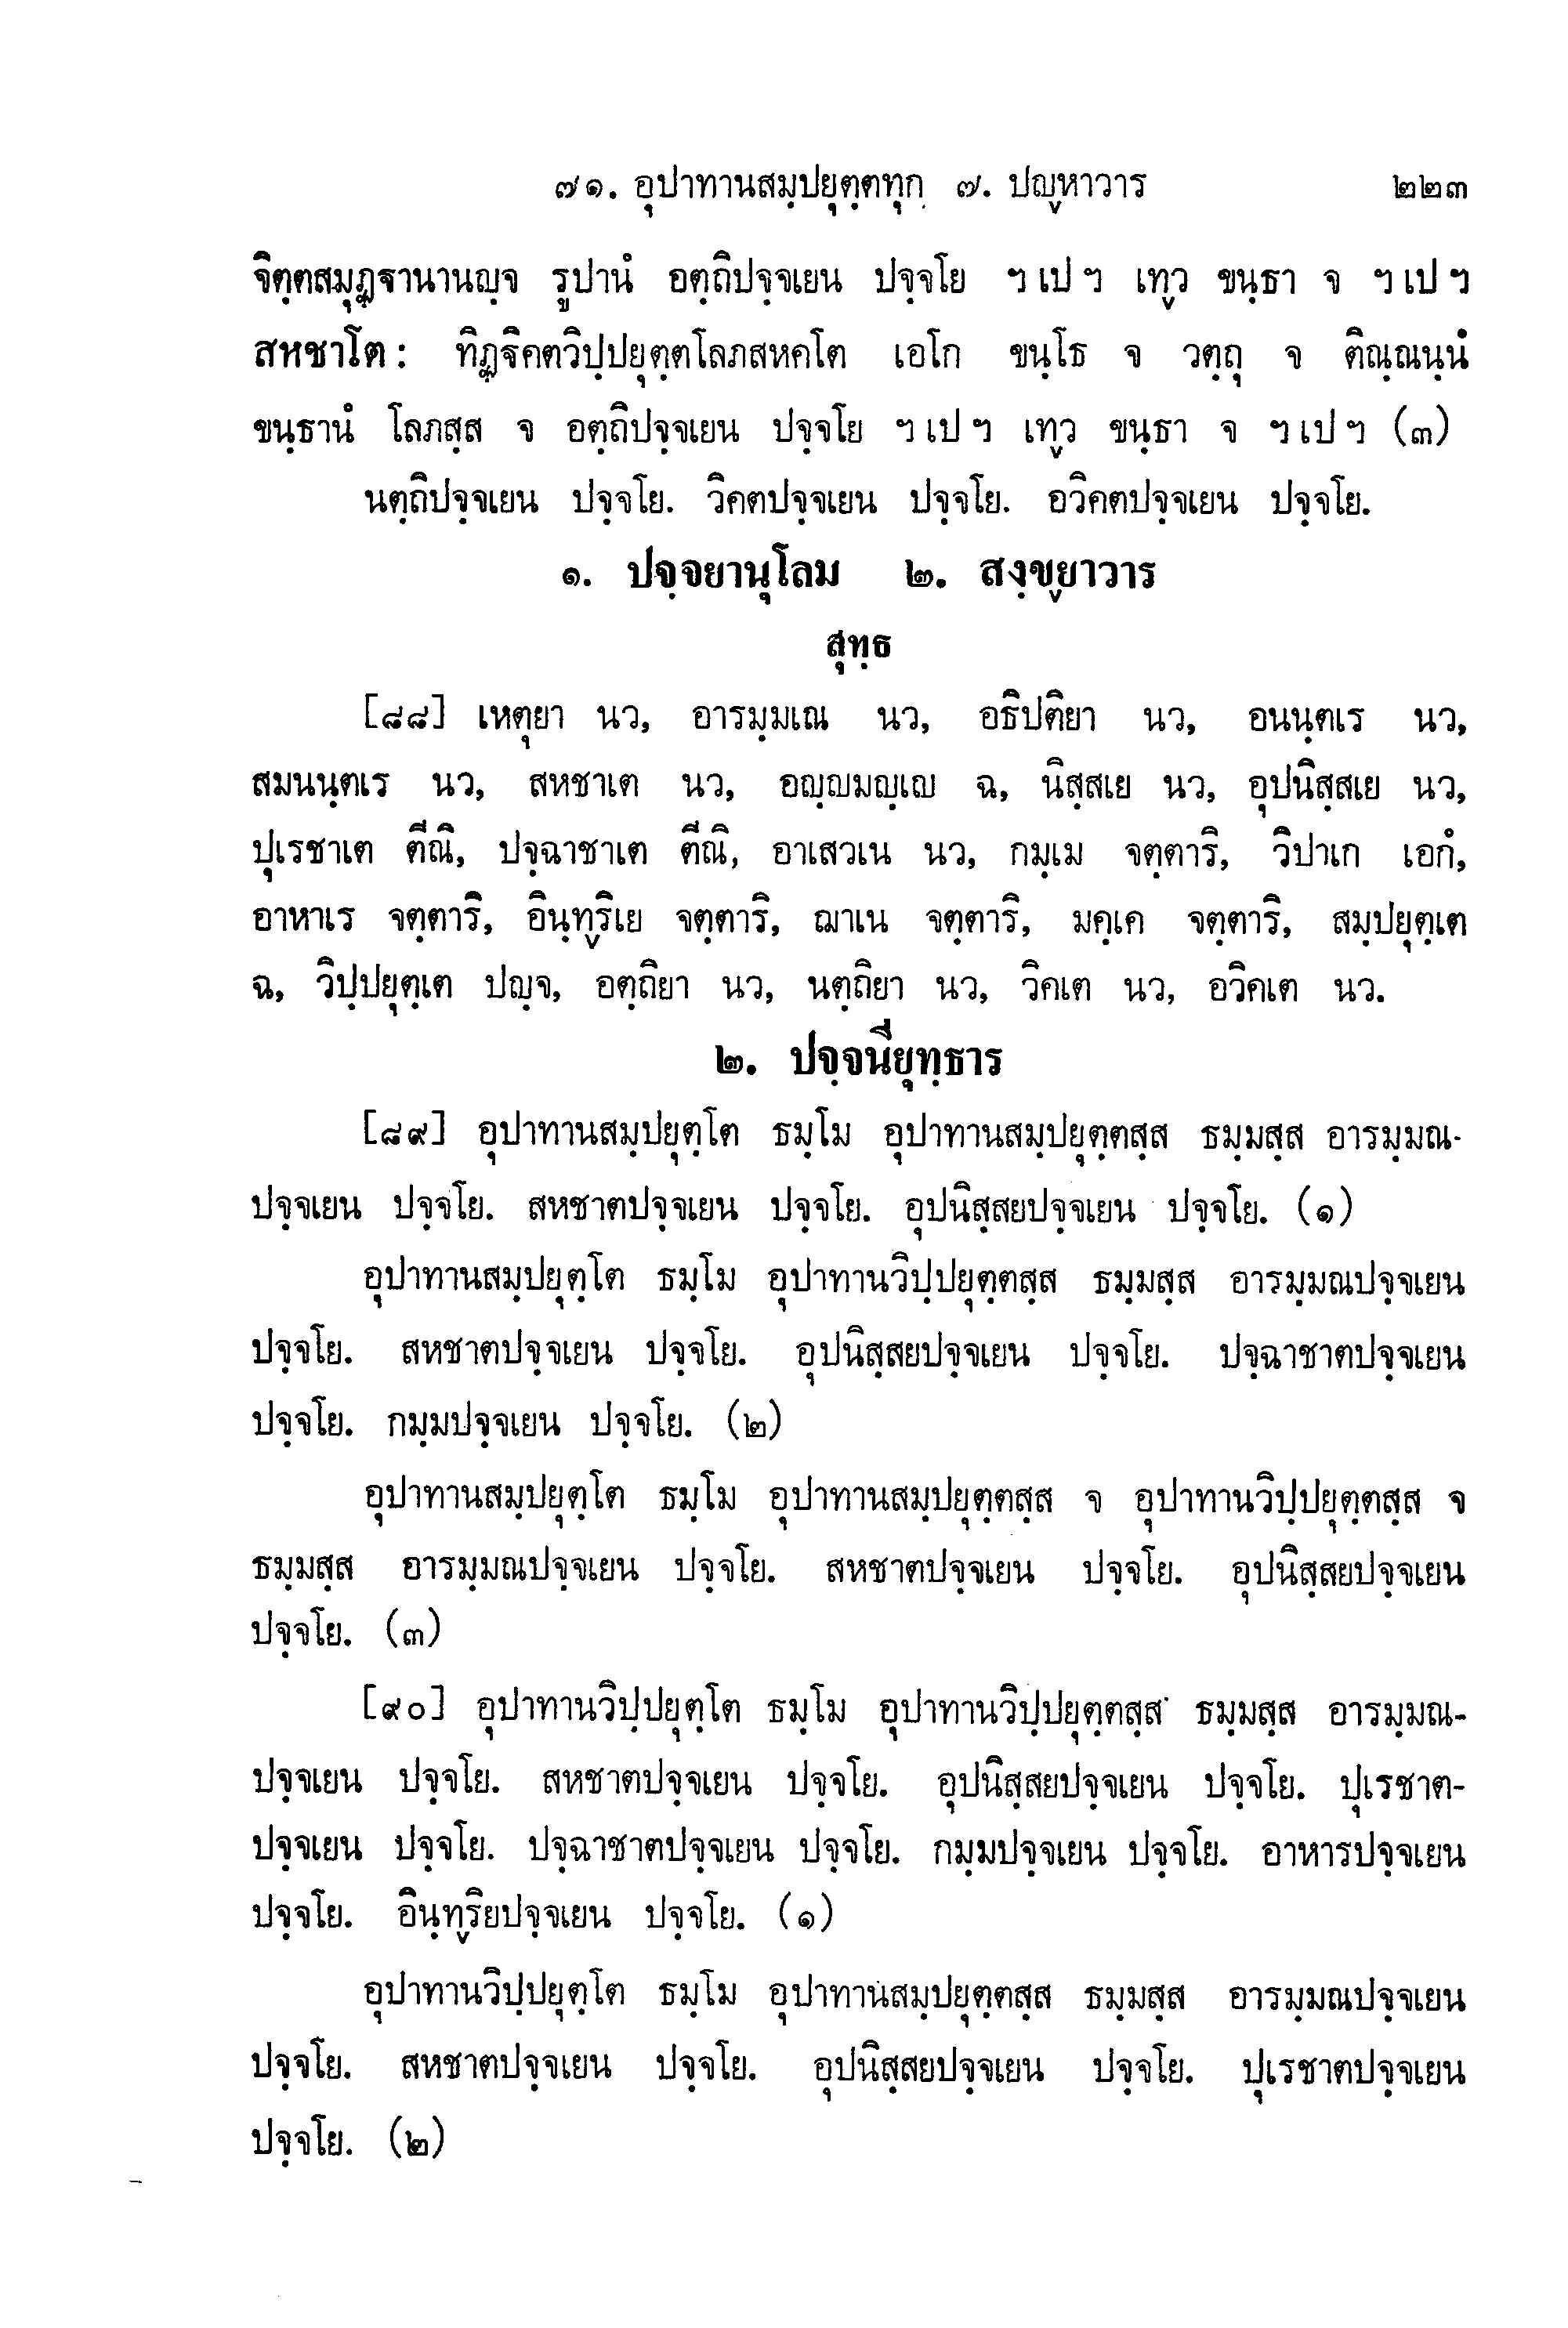 ๗๑. อุปาทานสมฺปยุตฺตทุก ๗. ปญฺหาวาร ๒๒๓
จิตฺตสมุฏฺฐานานญฺจ รูปานํ อตฺถิปจฺจเยน ปจฺจโย ฯ เป ฯ เทฺว ขนฺธา จ ฯ เป ฯ
สหชาโต : ทิฏฺฐิคตวิปฺปยุตฺตโลภสหคโต เอโก ขนฺโธ จ วตฺถุ จ ติณฺณนฺนํ
ขนฺธานํ โลภสฺส จ อตฺถิปจฺจเยน ปจฺจโย ฯ เป ฯ เทฺว ขนฺธา จ ฯ เป ฯ (๓)
นตฺถิปจฺจเยน ปจฺจโย. วิคตปจฺจเยน ปจฺจโย. อวิคตปจฺจเยน ปจฺจโย.
๑. ปจฺจยานุโลม ๒. สงฺขฺยาวาร
สุทฺธ
[๘๘] เหตุยา นว, อารมฺมเณ นว, อธิปติยา นว, อนนฺตเร นว,
สมนนฺตเร นว, สหชาเต นว, อญฺญมญฺเญ ฉ, นิสฺสเย นว, อุปนิสฺสเย นว,
ปุเรชาเต ตีณิ, ปจฺฉาชาเต ตีณิ, อาเสวเน นว, กมฺเม จตฺตาริ, วิปาเก เอกํ,
อาหาเร จตฺตาริ, อินฺทฺริเย จตฺตาริ, ฌาเน จตฺตาริ, มคฺเค จตฺตาริ, สมฺปยุตฺเต
ฉ, วิปฺปยุตฺเต ปญฺจ, อตฺถิยา นว, นตฺถิยา นว, วิคเต นว, อวิคเต นว.
๒. ปจฺจนียุทฺธาร
[๘๙] อุปาทานสมฺปยุตฺโต ธมฺโม อุปาทานสมฺปยุตฺตสฺส ธมฺมสฺส อารมฺมณ-
ปจฺจเยน ปจฺจโย. สหชาตปจฺจเยน ปจฺจโย. อุปนิสฺสยปจฺจเยน ปจฺจโย. (๑)
อุปาทานสมฺปยุตฺโต ธมฺโม อุปาทานวิปฺปยุตฺตสฺส ธมฺมสฺส อารมฺมณปจฺจเยน
ปจฺจโย. สหชาตปจฺจเยน ปจฺจโย. อุปนิสฺสยปจฺจเยน ปจฺจโย. ปจฺฉาชาตปจฺจเยน
ปจฺจโย. กมฺมปจฺจเยน ปจฺจโย. (๒)
อุปาทานสมฺปยุตฺโต ธมฺโม อุปาทานสมฺปยุตฺตสฺส จ อุปาทานวิปฺปยุตฺตสฺส จ
ธมฺมสฺส อารมฺมณปจฺจเยน ปจฺจโย. สหชาตปจฺจเยน ปจฺจโย. อุปนิสฺสยปจฺจเยน
ปจฺจโย. (๓)
[๙๐] อุปาทานวิปฺปยุตฺโต ธมฺโม อุปาทานวิปฺปยุตฺตสฺส ธมฺมสฺส อารมฺมณ-
ปจฺจเยน ปจฺจโย. สหชาตปจฺจเยน ปจฺจโย. อุปนิสฺสยปจฺจเยน ปจฺจโย. ปุเรชาต-
ปจฺจเยน ปจฺจโย. ปจฺฉาชาตปจฺจเยน ปจฺจโย. กมฺมปจฺจเยน ปจฺจโย. อาหารปจฺจเยน
ปจฺจโย. อินฺทฺริยปจฺจเยน ปจฺจโย. (๑)
อุปาทานวิปฺปยุตฺโต ธมฺโม อุปาทานสมฺปยุตฺตสฺส ธมฺมสฺส อารมฺมณปจฺจเยน
ปจฺจโย. สหชาตปจฺจเยน ปจฺจโย. อุปนิสฺสยปจฺจเยน ปจฺจโย. ปุเรชาตปจฺจเยน
ปจฺจโย. (๒)